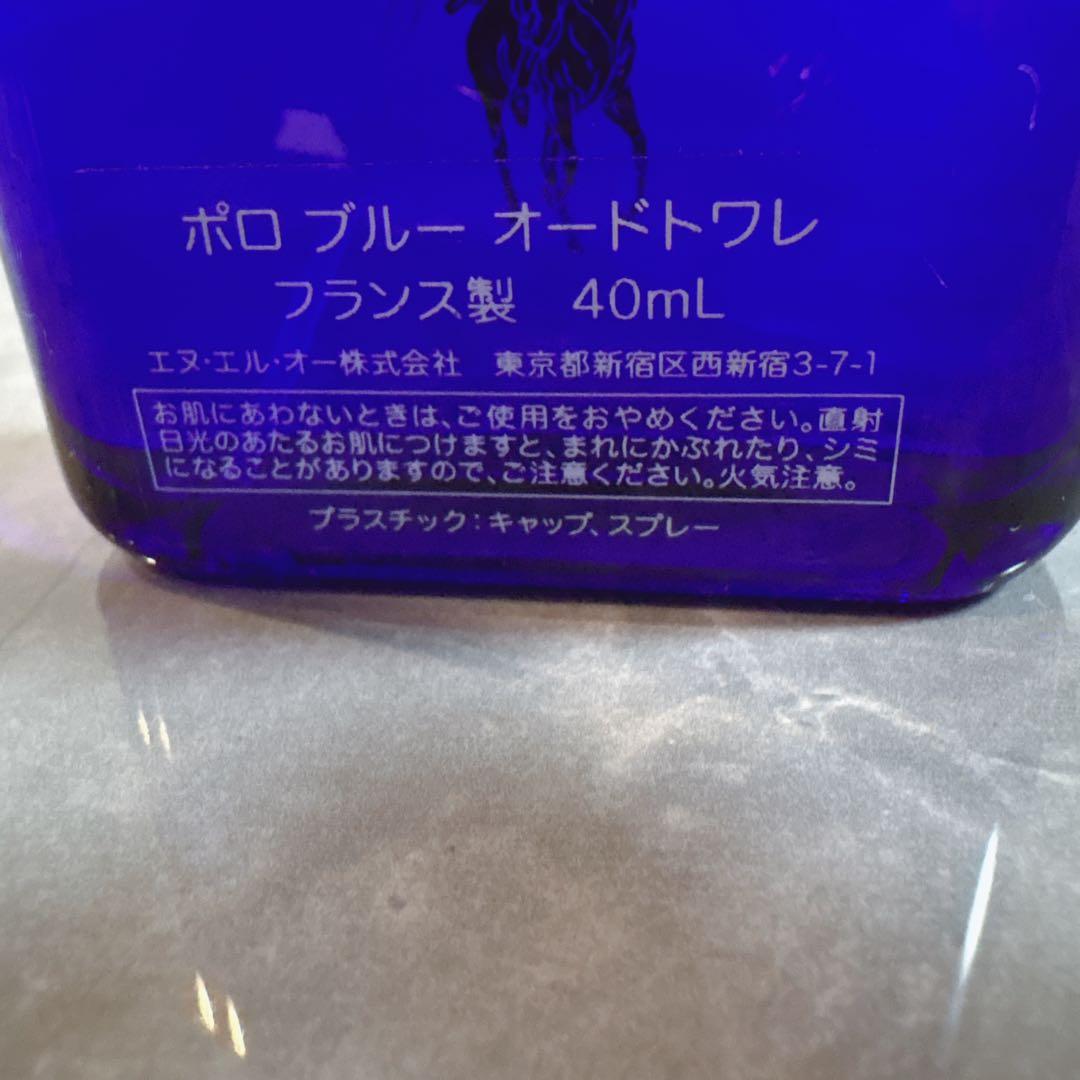 ポロ ブルー オードトワレ
フランス製 40mL
エヌ・エル・オー株式会社 東京都新宿区西新宿3-7-1
お肌にあわないときは、ご使用をおやめください。直射
日光のあたるお肌につけますと、まれにかぶれたり、シミ
になることがありますので、ご注意ください。火気注意。
プラスチック:キャップ、スプレー